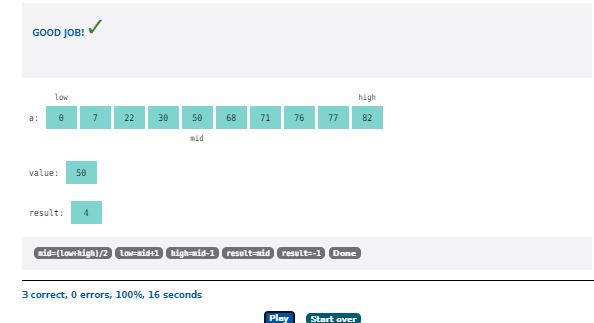 GOOD JOB! ✓
low high
a: 0 7 22 30 50 68 71 76 77 82
mid
value: 50
result: 4
mid=(low+high)/2 low=mid+1 high=mid-1 result=mid result=-1 Done
3 correct, 0 errors, 100%, 16 seconds
Play Start over